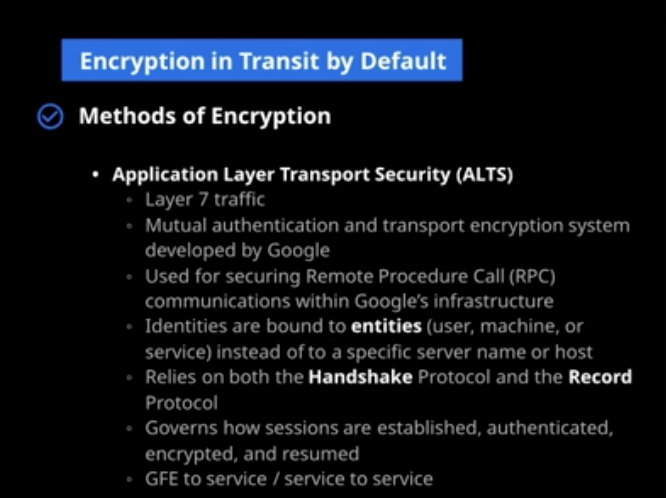 Encryption in Transit by Default
Methods of Encryption
• Application Layer Transport Security (ALTS)
◦ Layer 7 traffic
◦ Mutual authentication and transport encryption system
developed by Google
◦ Used for securing Remote Procedure Call (RPC)
communications within Google's infrastructure
◦ Identities are bound to entities (user, machine, or
service) instead of to a specific server name or host
◦ Relies on both the Handshake Protocol and the Record
Protocol
◦ Governs how sessions are established, authenticated,
encrypted, and resumed
◦ GFE to service / service to service